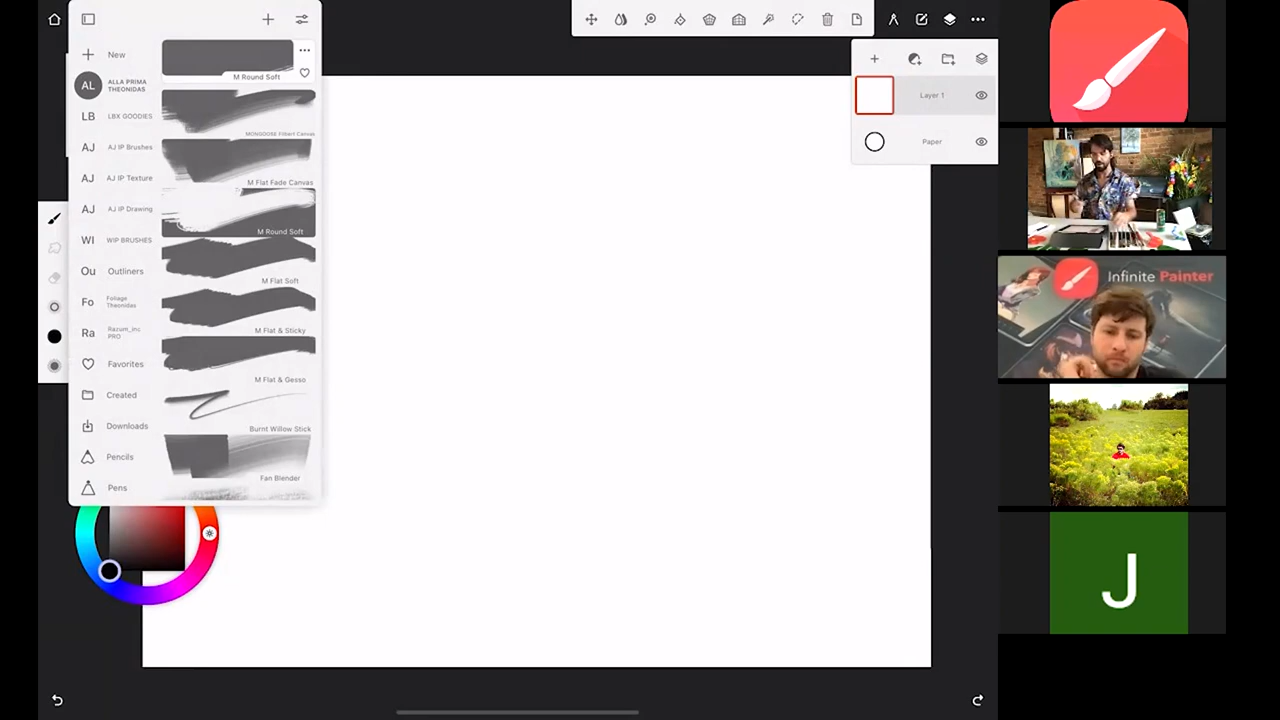 New
M Round Soft
AL
ALLA PRIMA
THEONIDAS
LB
LBX GOODIES
MONGOOSE Filbert Canvas
AJ
AJ IP Brushes
AJ
AJ IP Texture
M Flat Fade Canvas
AJ
AJ IP Drawing
M Round Soft
WI
WIP BRUSHES
Ou
Outliners
M Flat Soft
Fo
Foliage
Theonidas
M Flat & Sticky
Ra
Razum_inc
PRO
Favorites
M Flat & Gesso
Created
Downloads
Burnt Willow Stick
Pencils
Fan Blender
Pens
Layer 1
Paper
Infinite Painter
J